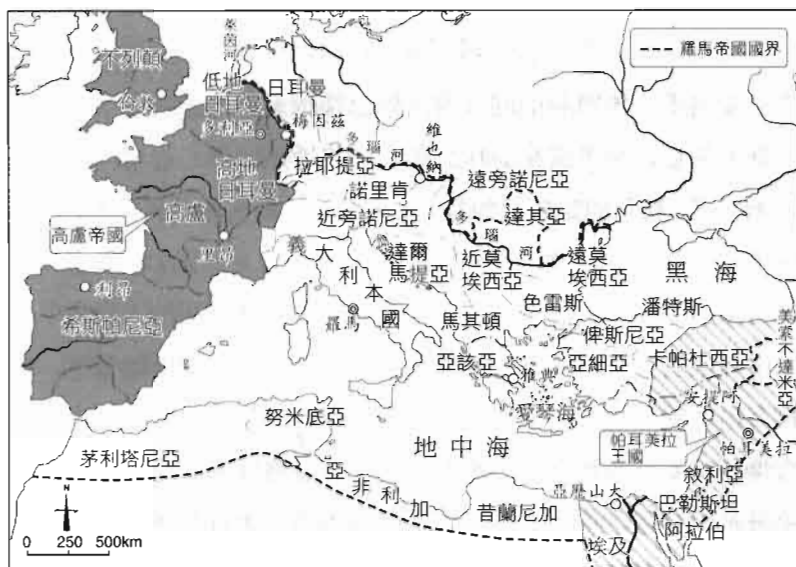 萊茵河
不列顛
倫敦
低地
日耳曼
日耳曼
梅因茲
高地
日耳曼
高盧
高盧帝國
里昂
利昂
希斯帕尼亞
多瑙河
維也納
拉耶提亞
諾里肯
近旁諾尼亞
遠旁諾尼亞
達其亞
多瑙河
義大利本國
羅馬
達爾
馬提亞
近莫
埃西亞
遠莫
埃西亞
黑海
色雷斯
馬其頓
亞該亞
雅典
愛琴海
俾斯尼亞
潘特斯
亞細亞
卡帕杜西亞
美索不達米亞
安提阿
帕耳美拉
王國
帕耳美拉
敘利亞
巴勒斯坦
阿拉伯
亞歷山大
埃及
地中海
努米底亞
茅利塔尼亞
亞非利加
昔蘭尼加
羅馬帝國國界
N
0 250 500km